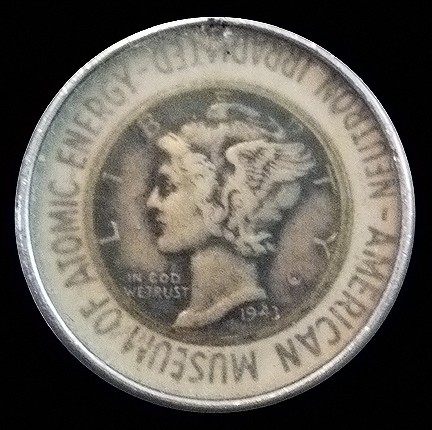 AMERICAN MUSEUM OF ATOMIC ENERGY - NEUTRON IRRADIATED -
LIBERTY
IN GOD
WE TRUST
1943